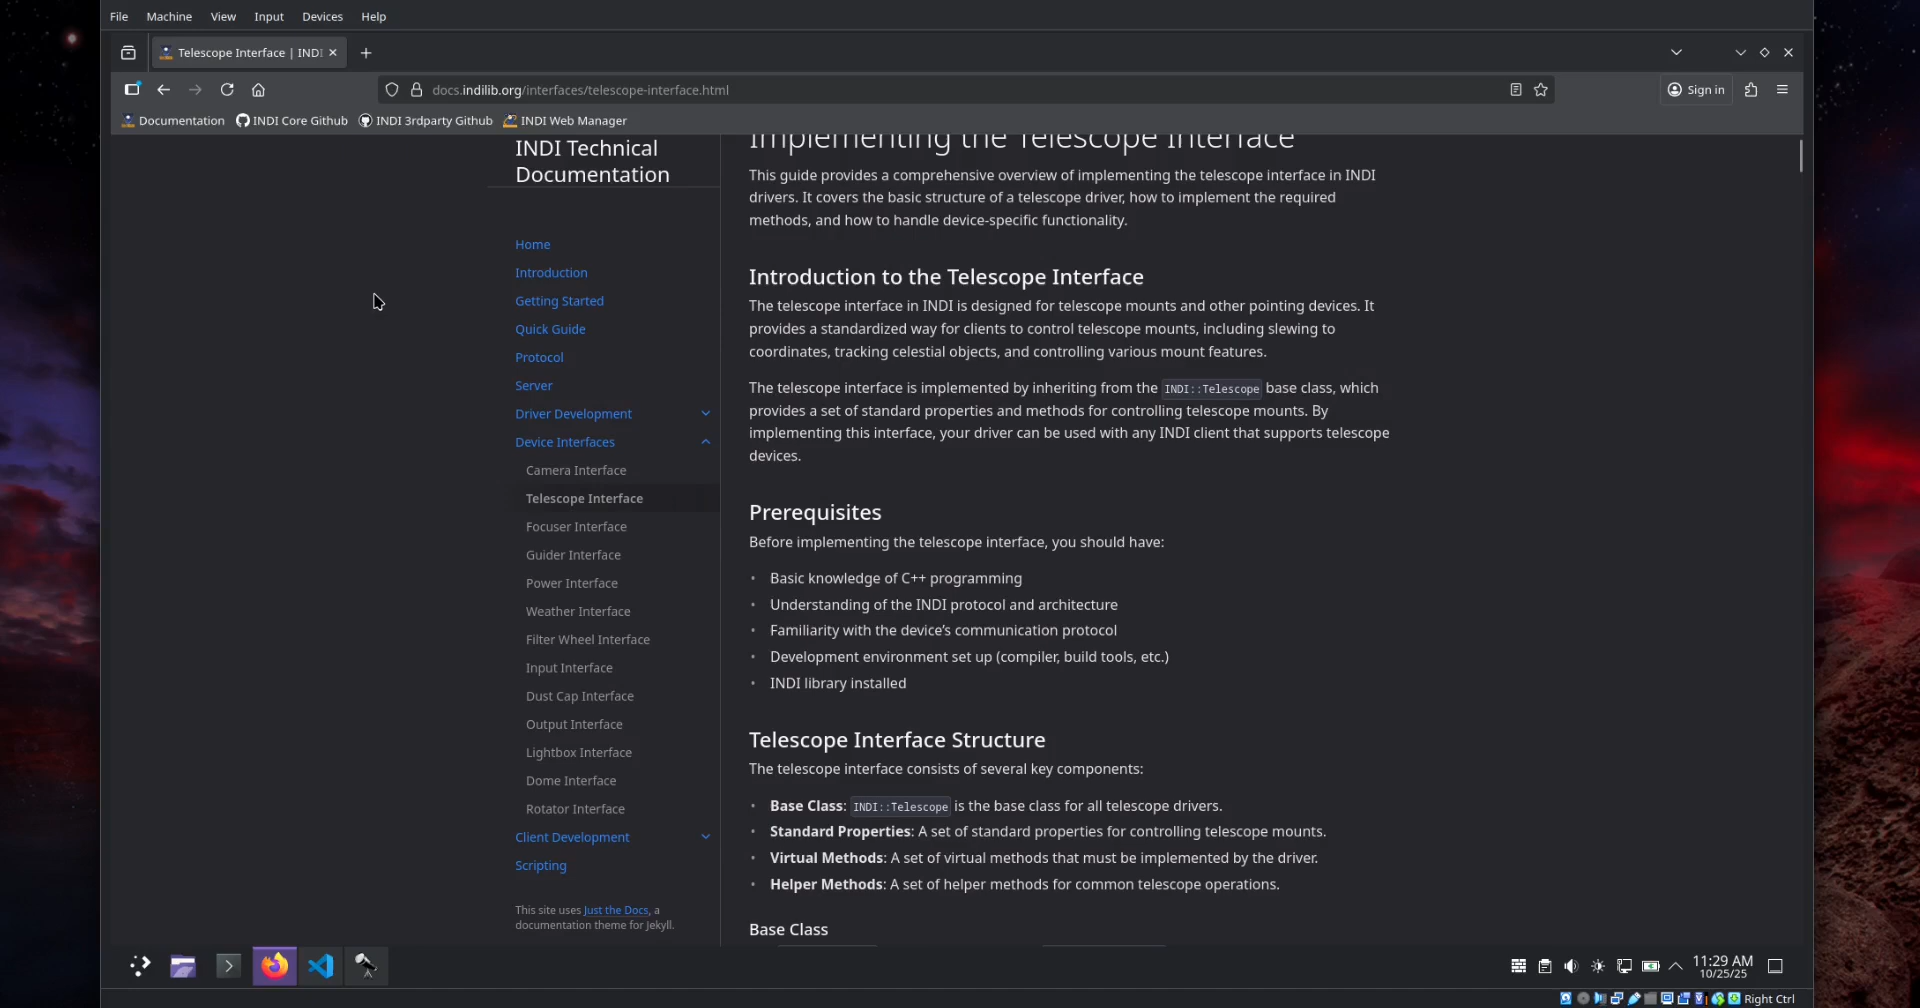 File Machine View Input Devices Help
Telescope Interface | INDI
docs.indilib.org/interfaces/telescope-interface.html
Sign in
Documentation INDI Core Github INDI 3rdparty Github INDI Web Manager
INDI Technical
Documentation
Home
Introduction
Getting Started
Quick Guide
Protocol
Server
Driver Development
Device Interfaces
Camera Interface
Telescope Interface
Focuser Interface
Guider Interface
Power Interface
Weather Interface
Filter Wheel Interface
Input Interface
Dust Cap Interface
Output Interface
Lightbox Interface
Dome Interface
Rotator Interface
Client Development
Scripting
This site uses Just the Docs, a
documentation theme for Jekyll.
Implementing the Telescope Interface
This guide provides a comprehensive overview of implementing the telescope interface in INDI
drivers. It covers the basic structure of a telescope driver, how to implement the required
methods, and how to handle device-specific functionality.
Introduction to the Telescope Interface
The telescope interface in INDI is designed for telescope mounts and other pointing devices. It
provides a standardized way for clients to control telescope mounts, including slewing to
coordinates, tracking celestial objects, and controlling various mount features.
The telescope interface is implemented by inheriting from the INDI::Telescope base class, which
provides a set of standard properties and methods for controlling telescope mounts. By
implementing this interface, your driver can be used with any INDI client that supports telescope
devices.
Prerequisites
Before implementing the telescope interface, you should have:
• Basic knowledge of C++ programming
• Understanding of the INDI protocol and architecture
• Familiarity with the device’s communication protocol
• Development environment set up (compiler, build tools, etc.)
• INDI library installed
Telescope Interface Structure
The telescope interface consists of several key components:
• Base Class: INDI::Telescope is the base class for all telescope drivers.
• Standard Properties: A set of standard properties for controlling telescope mounts.
• Virtual Methods: A set of virtual methods that must be implemented by the driver.
• Helper Methods: A set of helper methods for common telescope operations.
Base Class
11:29 AM
10/25/25
Right Ctrl